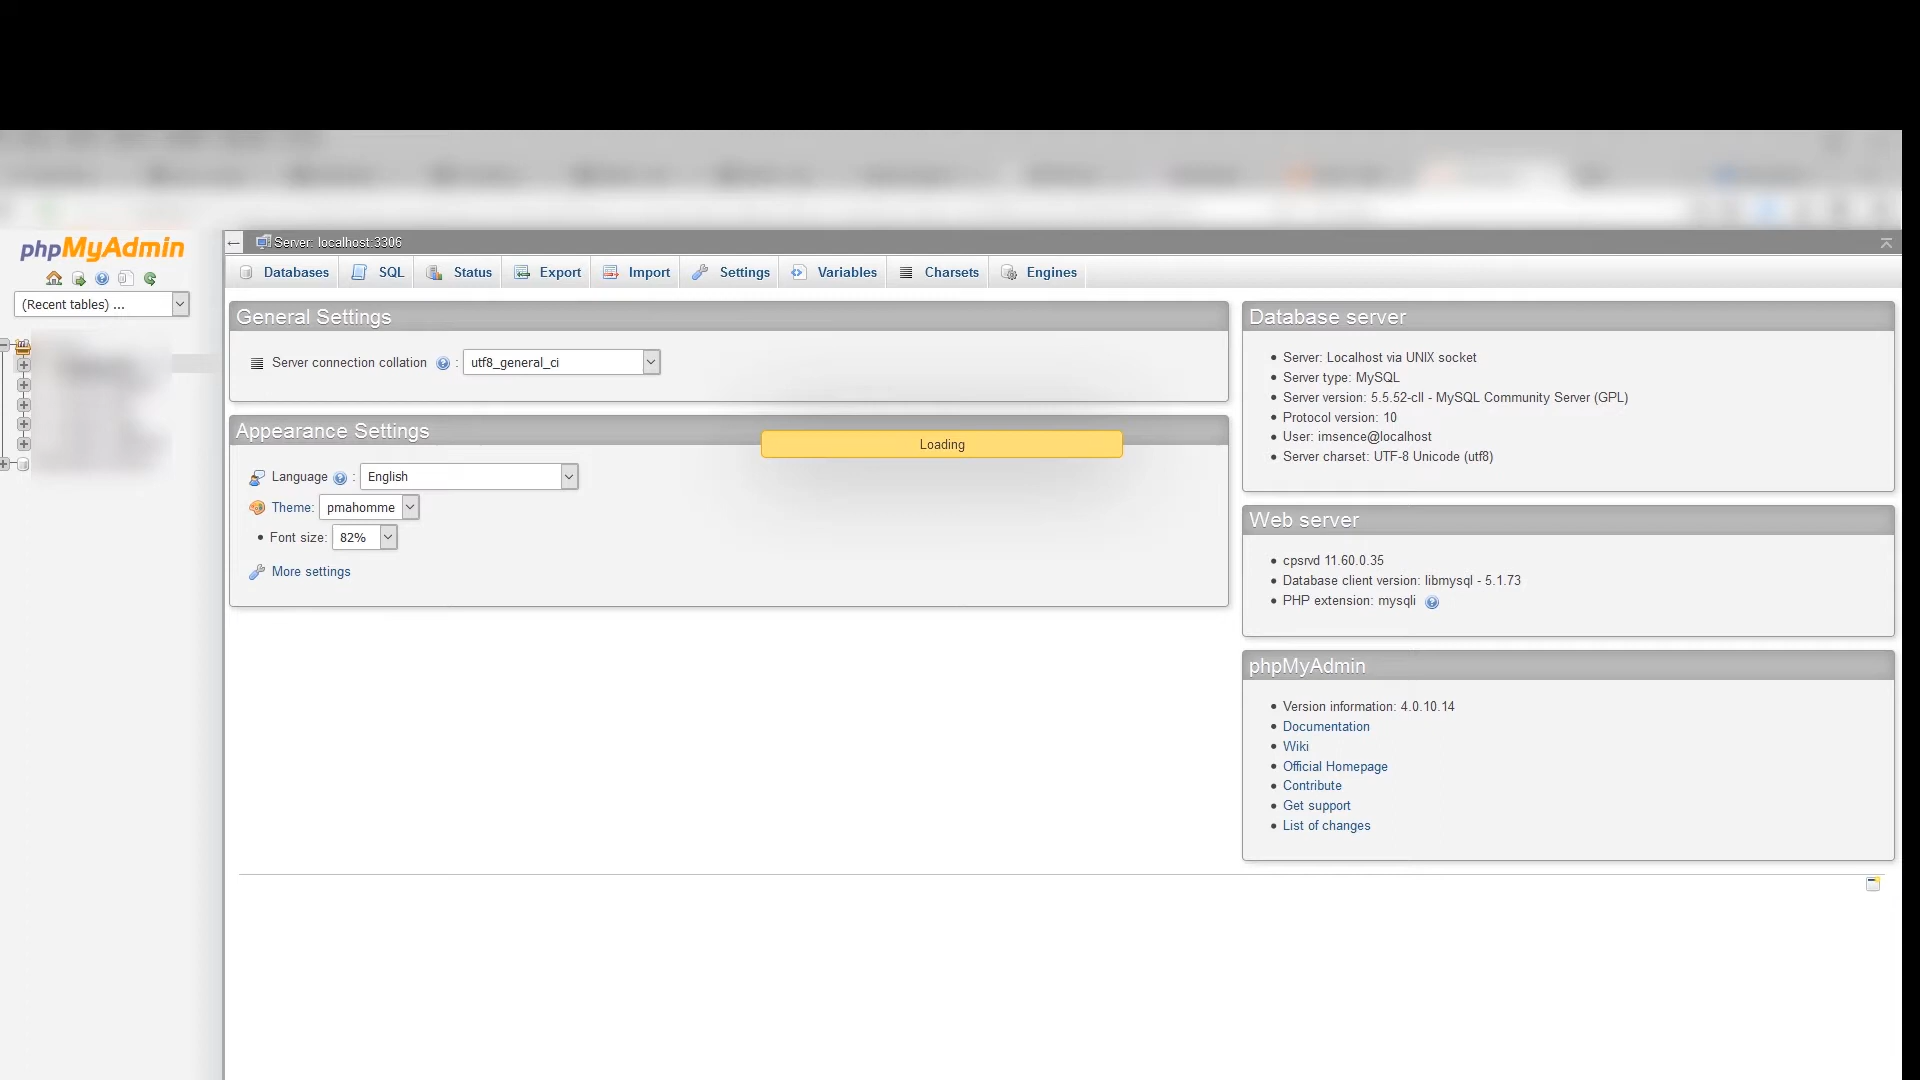 phpMyAdmin
(Recent tables) ...
Server: localhost:3306
Databases SQL Status Export Import Settings Variables Charsets Engines
General Settings
Server connection collation : utf8_general_ci
Appearance Settings
Loading
Language : English
Theme: pmahomme
Font size: 82%
More settings
Database server
Server: Localhost via UNIX socket
Server type: MySQL
Server version: 5.5.52-cll - MySQL Community Server (GPL)
Protocol version: 10
User: imsence@localhost
Server charset: UTF-8 Unicode (utf8)
Web server
cpsrvd 11.60.0.35
Database client version: libmysql - 5.1.73
PHP extension: mysqli
phpMyAdmin
Version information: 4.0.10.14
Documentation
Wiki
Official Homepage
Contribute
Get support
List of changes